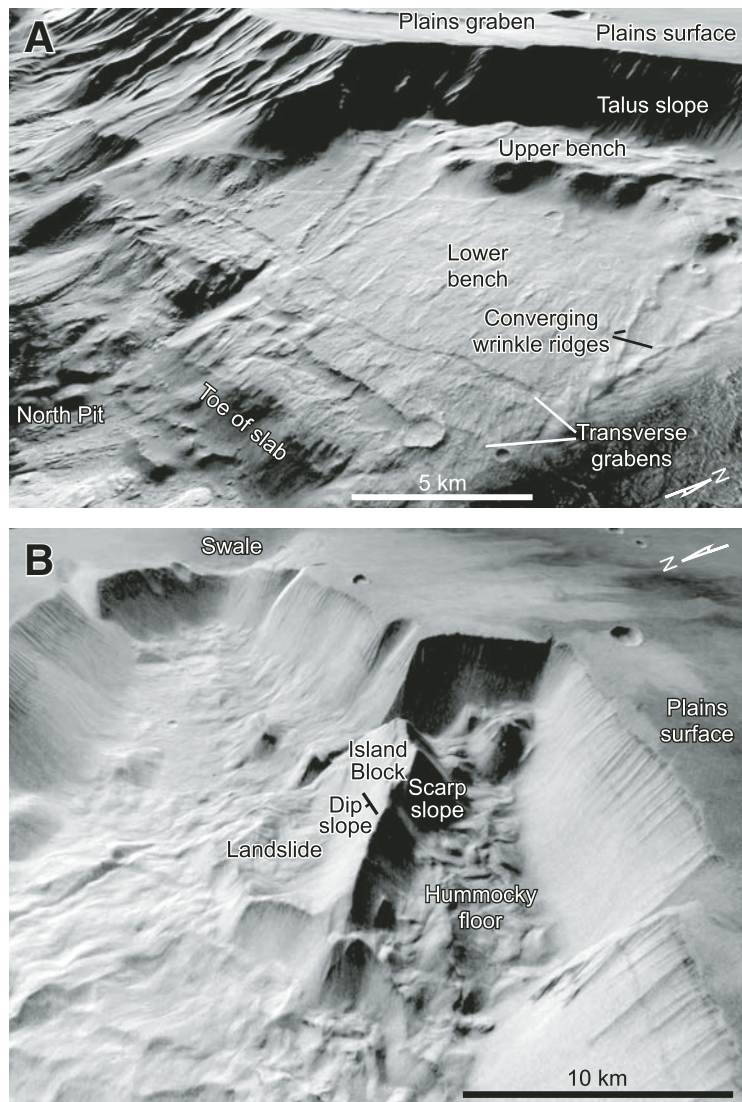 A
Plains graben
Plains surface
Talus slope
Upper bench
Lower
bench
Converging
wrinkle ridges
North Pit
Toe of slab
Transverse
grabens
5 km
N
B
Swale
N
Plains
surface
Island
Block
Scarp
slope
Dip
slope
Landslide
Hummocky
floor
10 km